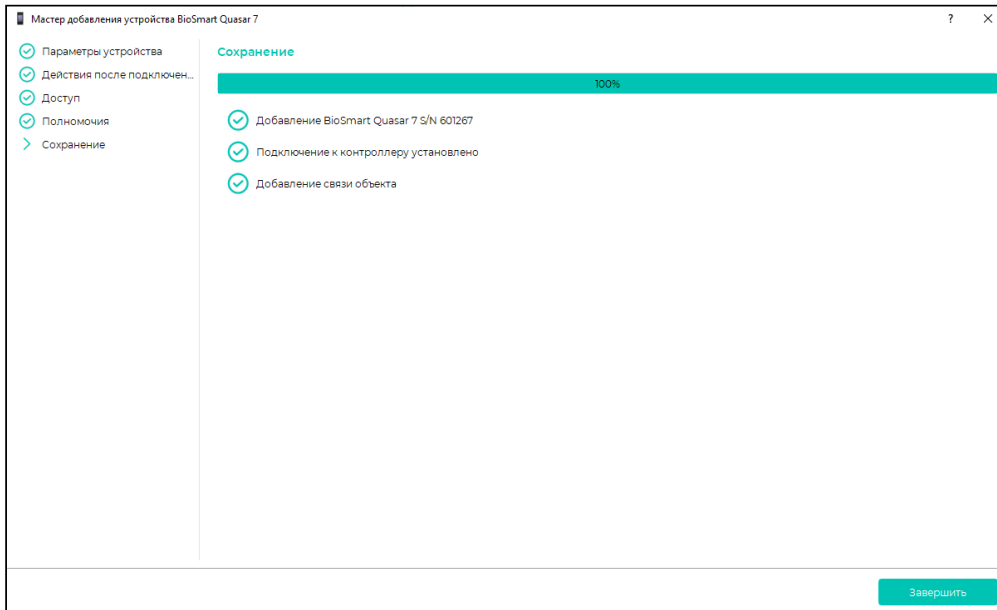 Мастер добавления устройства BioSmart Quasar 7
?
Параметры устройства
Действия после подключен...
Доступ
Полномочия
Сохранение
Сохранение
100%
Добавление BioSmart Quasar 7 S/N 601267
Подключение к контроллеру установлено
Добавление связи объекта
Завершить